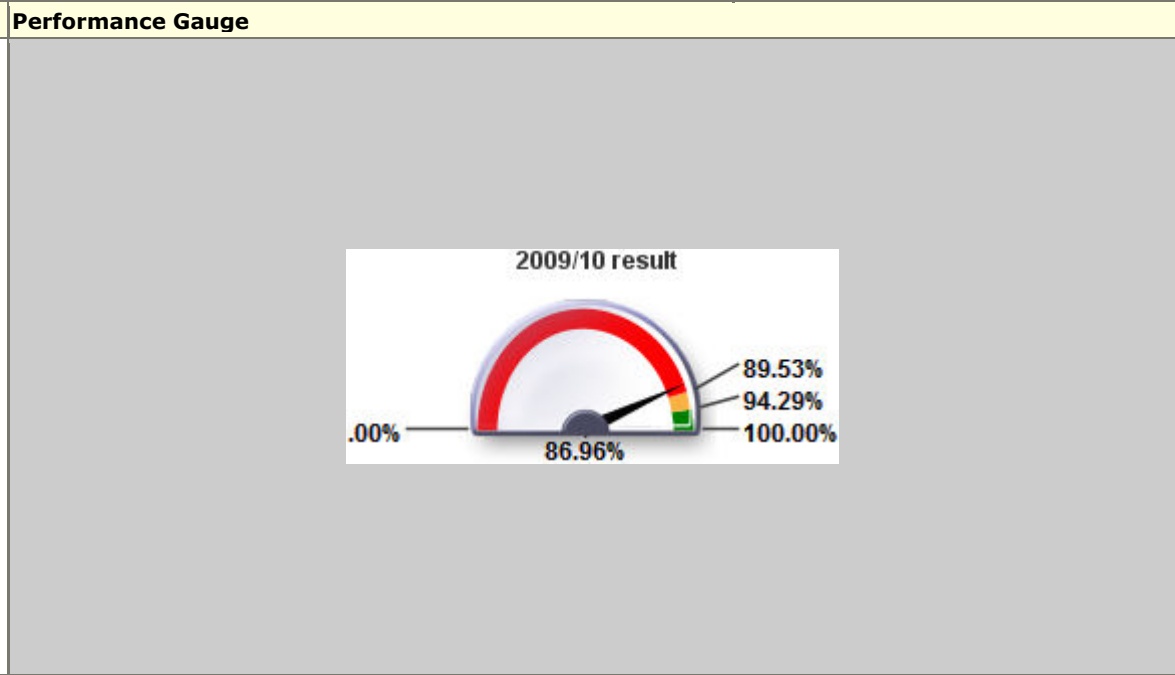 Performance Gauge
2009/10 result
89.53%
94.29%
.00%
100.00%
86.96%